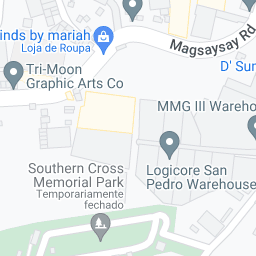 inds by mariah
Loja de Roupa
Magsaysay Rd
D' Sun
Tri-Moon
Graphic Arts Co
MMG III Wareho
Logicore San
Pedro Warehouse
Southern Cross
Memorial Park
Temporariamente
fechado